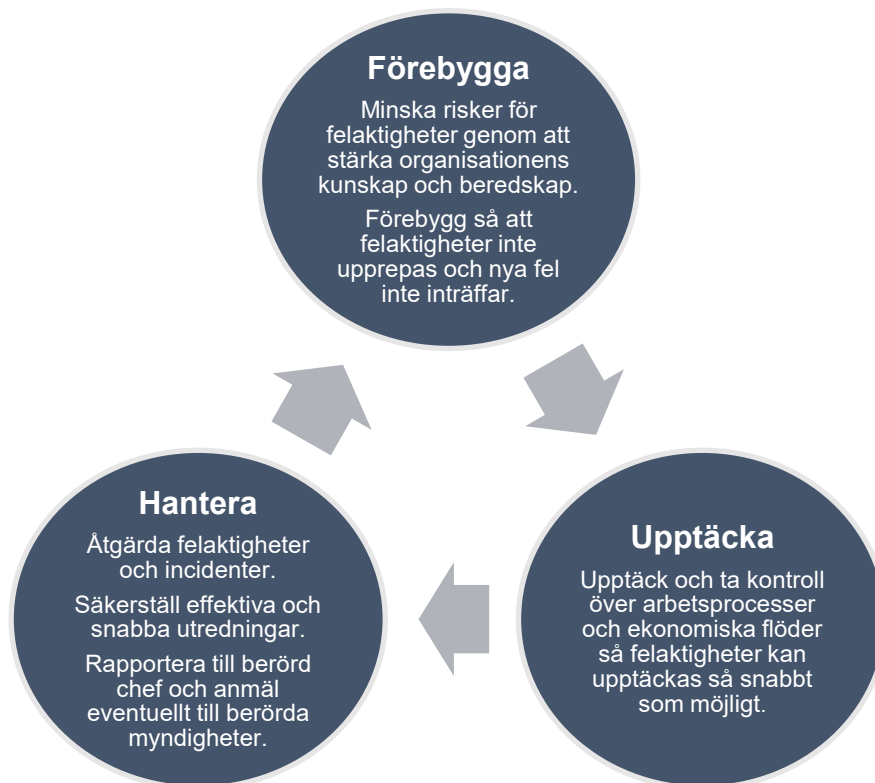 Förebygga
Minska risker för
felaktigheter genom att
stärka organisationens
kunskap och beredskap.
Förebygg så att
felaktigheter inte
upprepas och nya fel
inte inträffar.
Hantera
Åtgärda felaktigheter
och incidenter.
Säkerställ effektiva och
snabba utredningar.
Rapportera till berörd
chef och anmäl
eventuellt till berörda
myndigheter.
Upptäcka
Upptäck och ta kontroll
över arbetsprocesser
och ekonomiska flöder
så felaktigheter kan
upptäckas så snabbt
som möjligt.